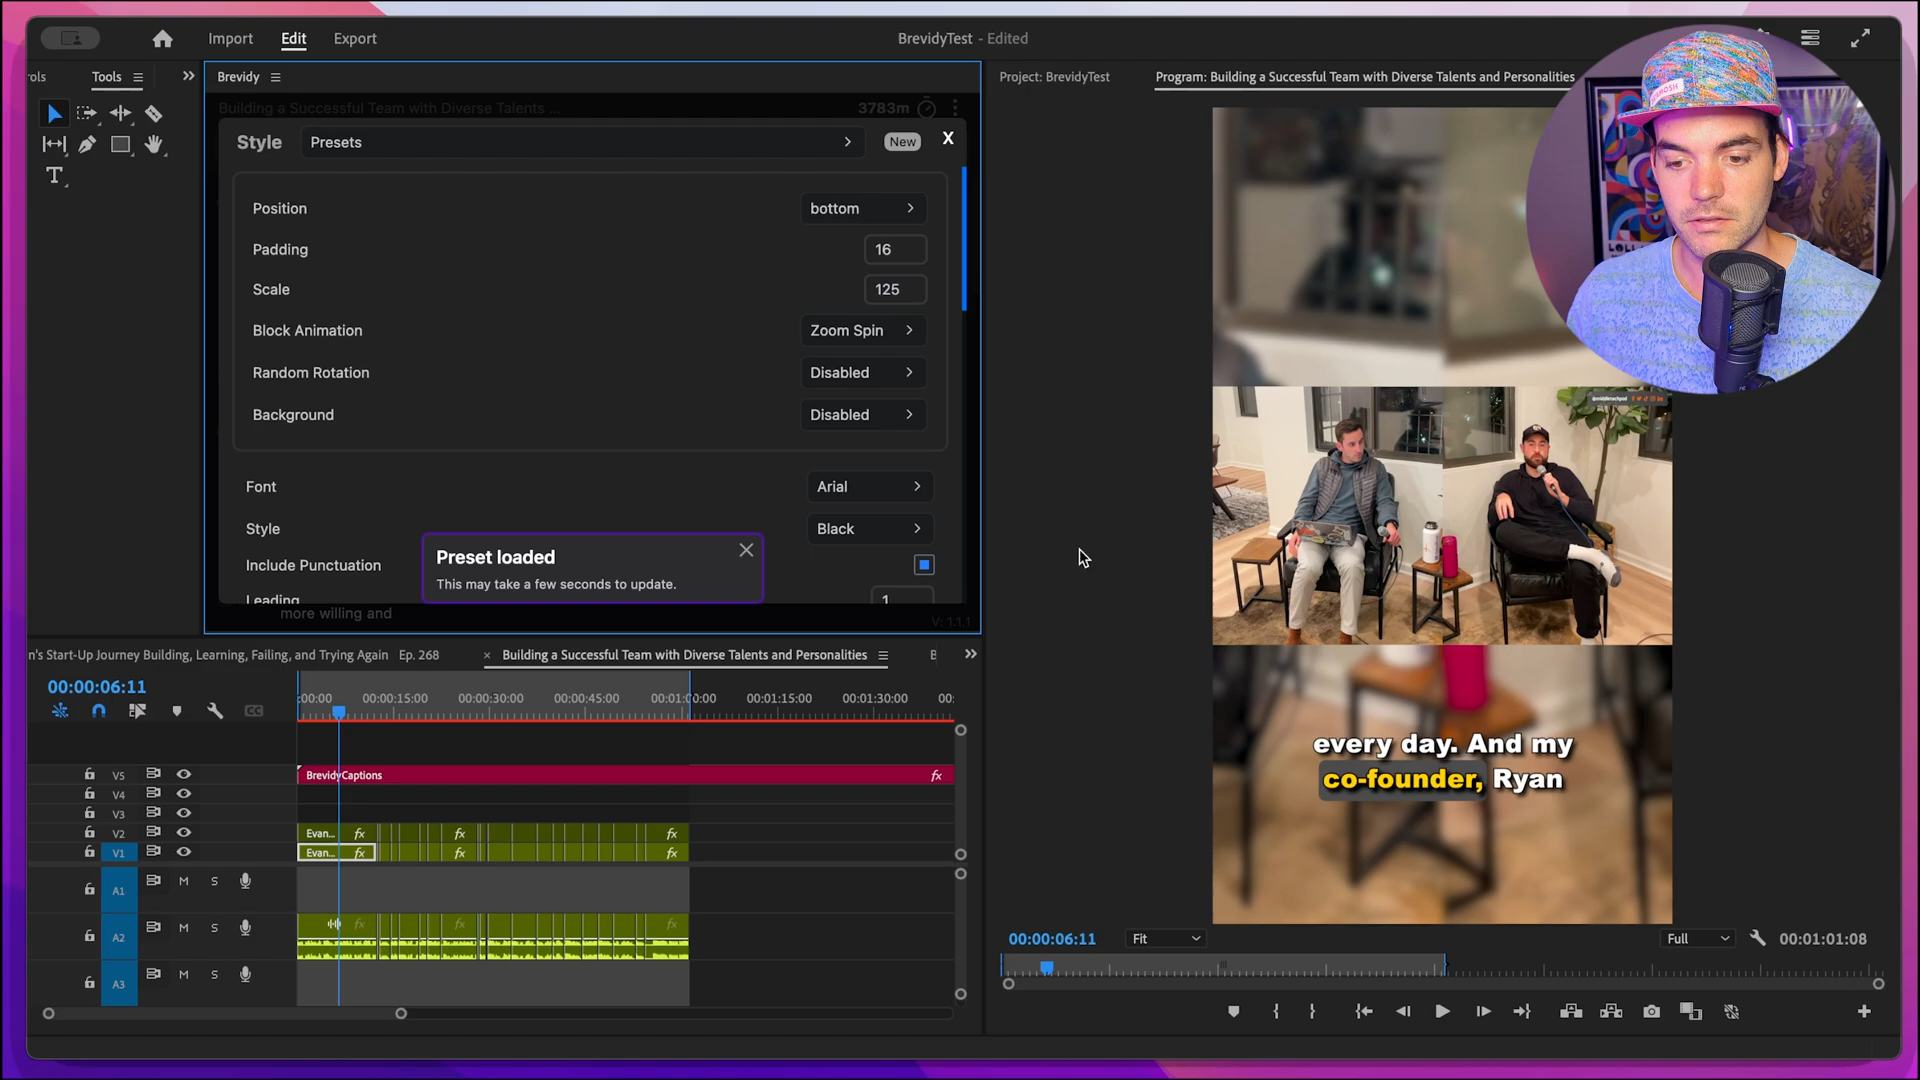 Import
Edit
Export
BrevidyTest - Edited
rols
Tools
Brevidy
Project: BrevidyTest
Program: Building a Successful Team with Diverse Talents and Personalities
Building a Successful Team with Diverse Talents ...
3783m
Style
Presets
New
X
Position
bottom
Padding
16
Scale
125
Block Animation
Zoom Spin
Random Rotation
Disabled
Background
Disabled
Font
Arial
Style
Black
Include Punctuation
Leading
1
Preset loaded
This may take a few seconds to update.
more willing and
V: 1.1.1
@middletechpod
every day. And my
co-founder, Ryan
n's Start-Up Journey Building, Learning, Failing, and Trying Again Ep. 268
× Building a Successful Team with Diverse Talents and Personalities
B
00:00:06:11
:00:00
00:00:15:00
00:00:30:00
00:00:45:00
00:01:00:00
00:01:15:00
00:01:30:00
00:
V5
BrevidyCaptions
fx
V4
V3
V2
Evan...
fx
fx
fx
V1
Evan...
fx
fx
fx
A1
M
S
A2
M
S
fx
fx
fx
A3
M
S
00:00:06:11
Fit
Full
00:01:01:08